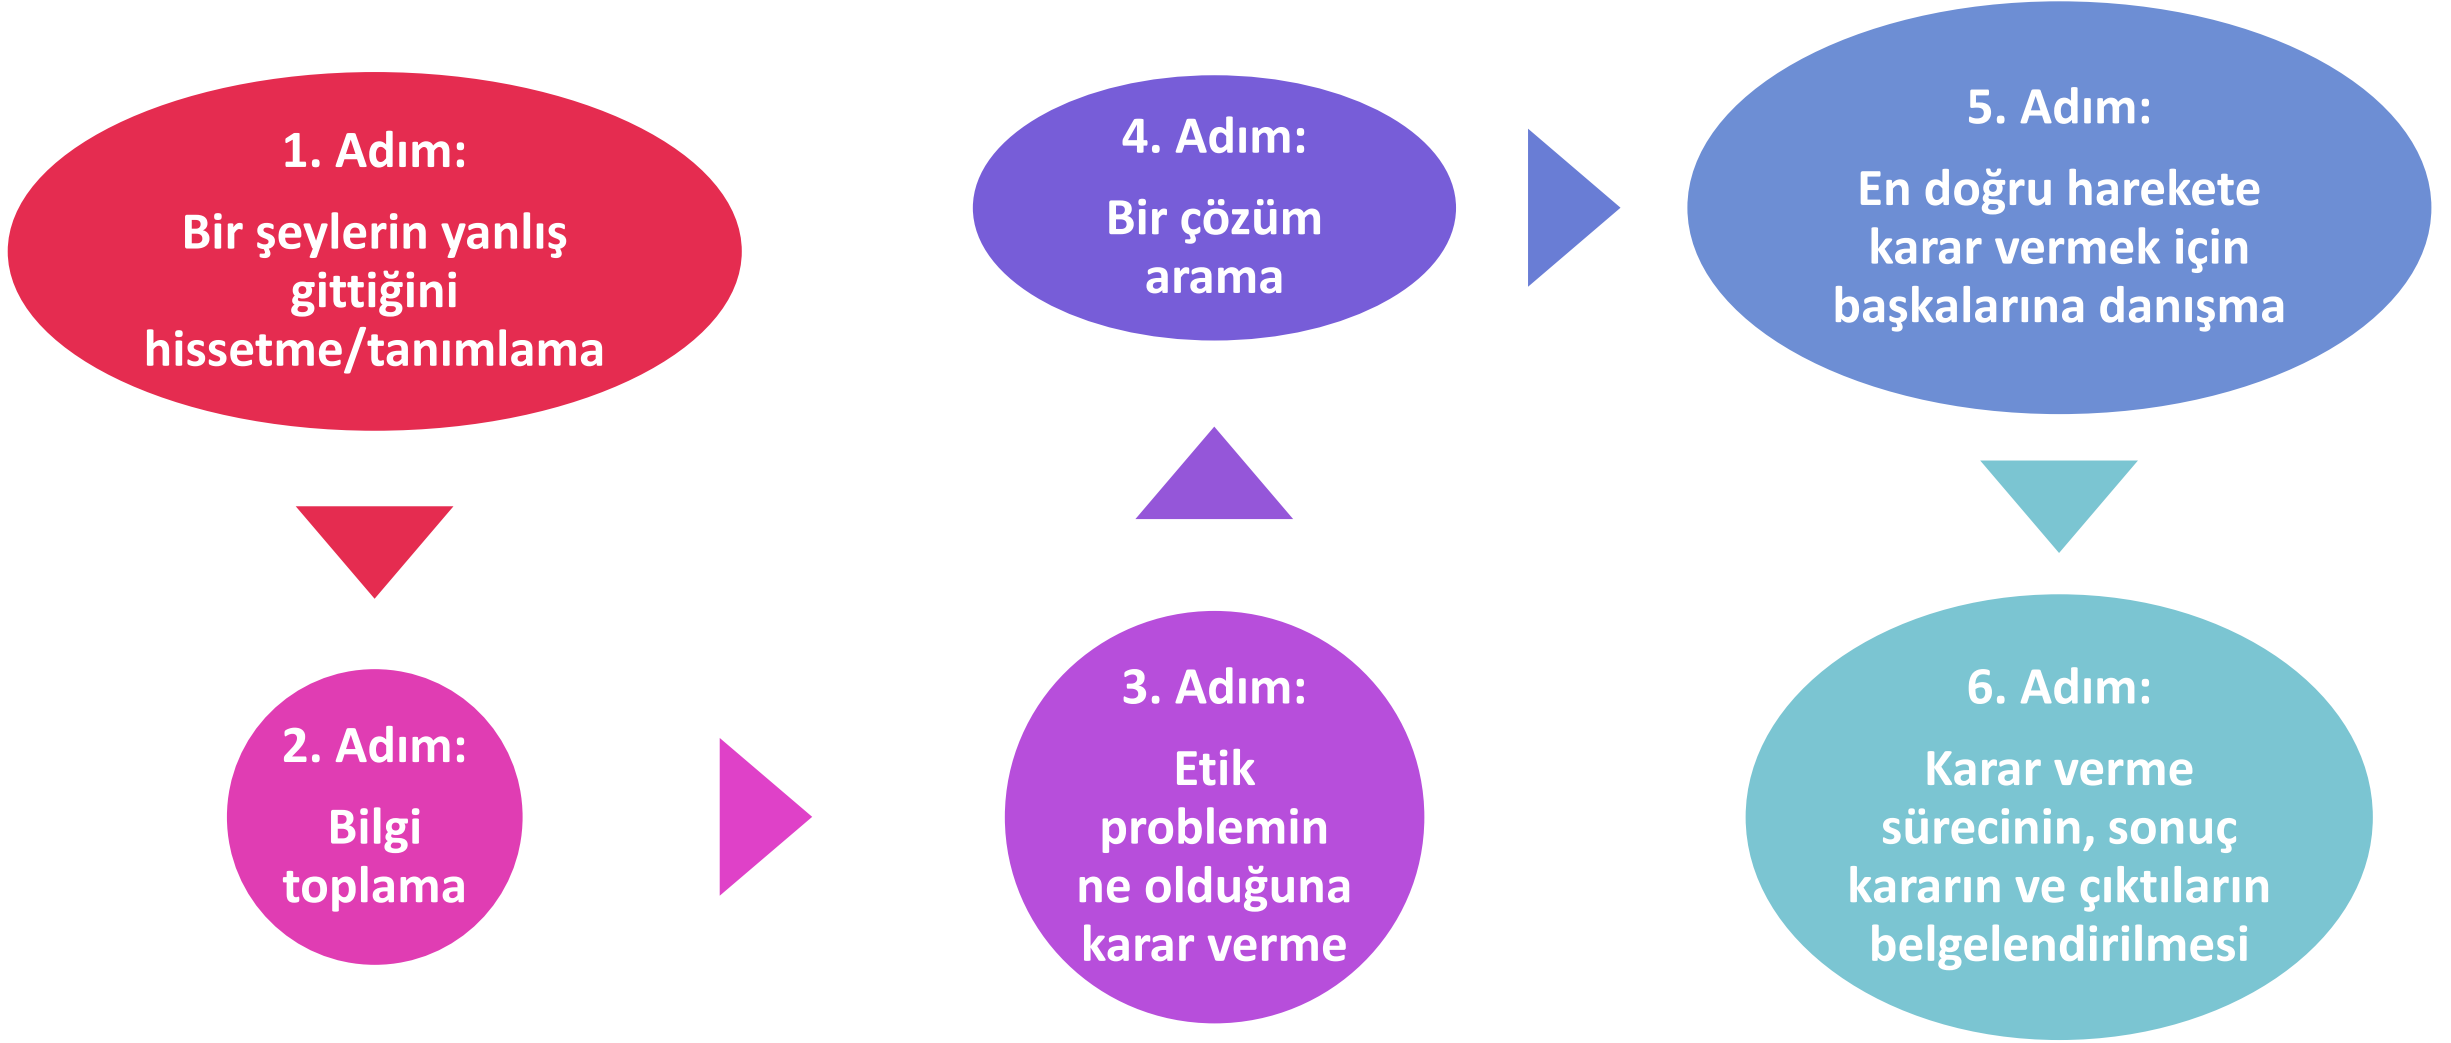 1. Adım:
Bir şeylerin yanlış
gittiğini
hissetme/tanımlama
2. Adım:
Bilgi
toplama
3. Adım:
Etik
problemin
ne olduğuna
karar verme
4. Adım:
Bir çözüm
arama
5. Adım:
En doğru harekete
karar vermek için
başkalarına danışma
6. Adım:
Karar verme
sürecinin, sonuç
kararın ve çıktıların
belgelendirilmesi